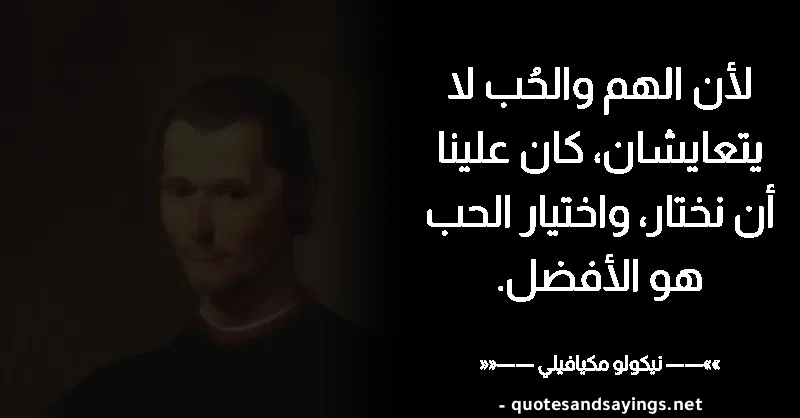 لأن الهم والحُب لا
يتعايشان، كان علينا
أن نختار، واختيار الحب
هو الأفضل.
»»—— نيكولو مكيافيلي ——««
- quotesandsayings.net